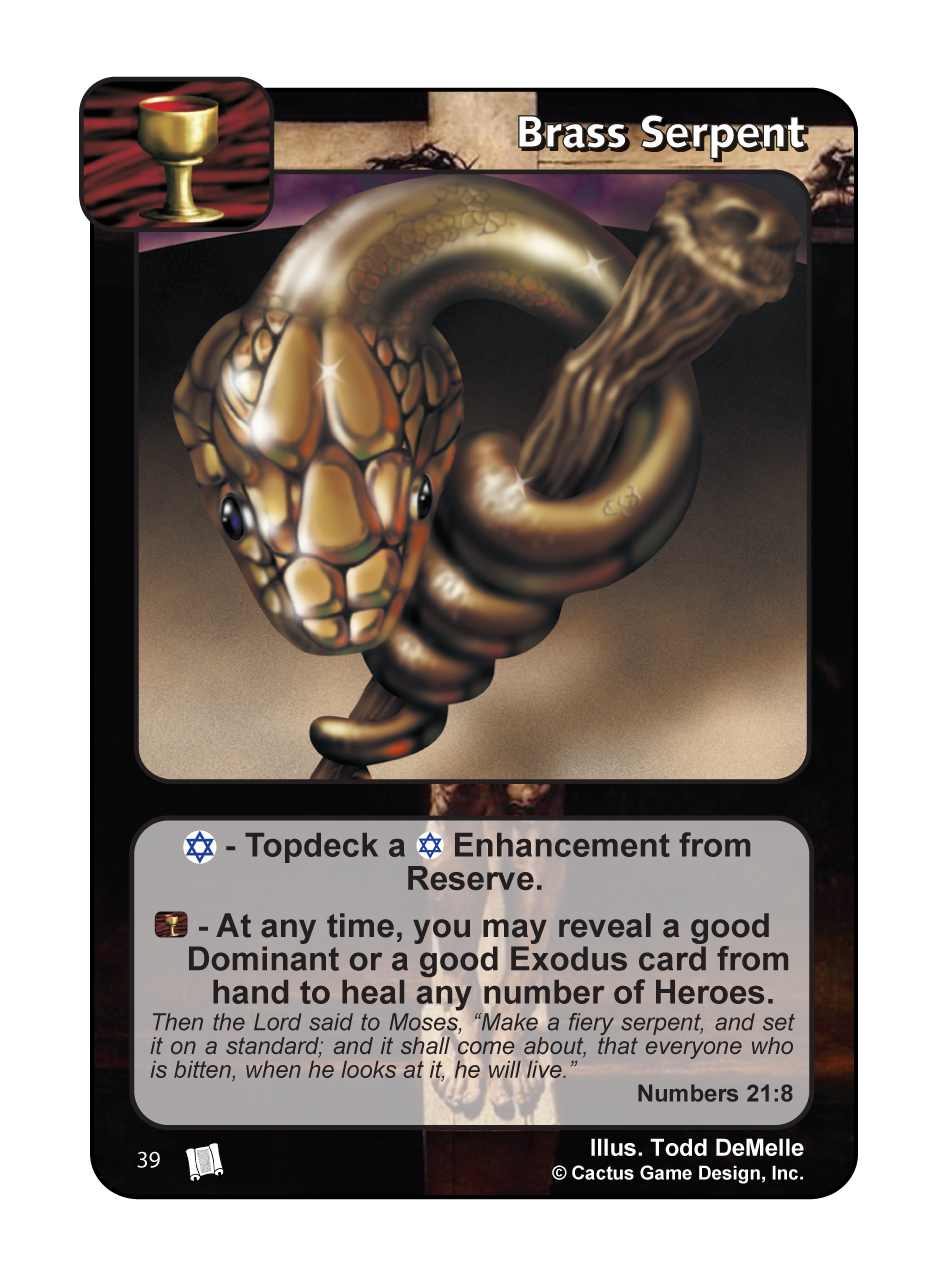 Brass Serpent
- Topdeck a Enhancement from
Reserve.
- At any time, you may reveal a good
Dominant or a good Exodus card from
hand to heal any number of Heroes.
Then the Lord said to Moses, “Make a fiery serpent, and set
it on a standard; and it shall come about, that everyone who
is bitten, when he looks at it, he will live.”
Numbers 21:8
39
Illus. Todd DeMelle
© Cactus Game Design, Inc.